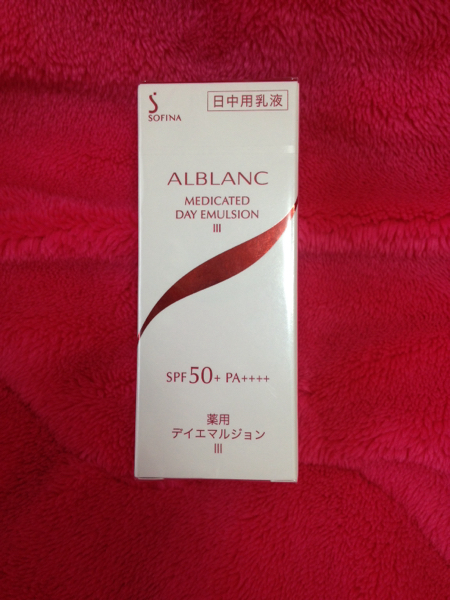 SOFINA
日中用乳液
ALBLANC
MEDICATED
DAY EMULSION
III
SPF50+ PA++++
薬用
デイエマルジョン
III